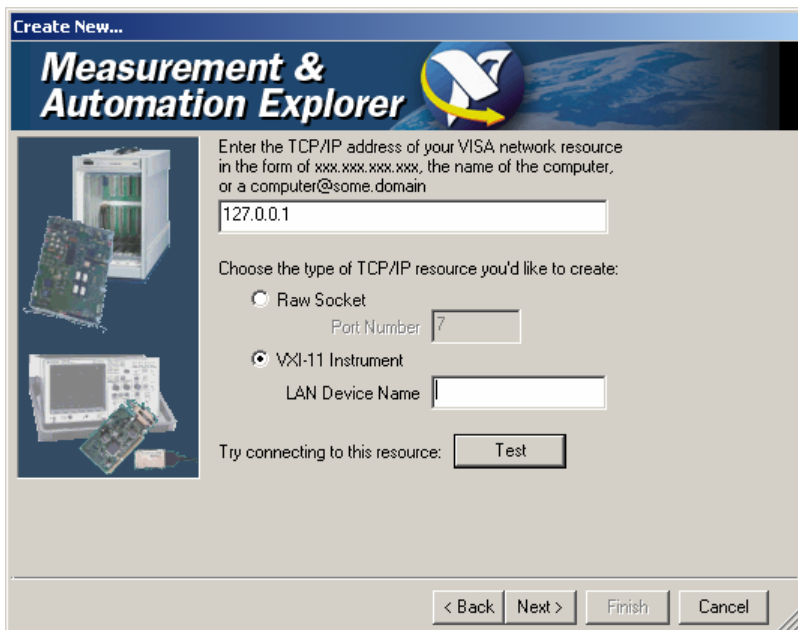 Create New...
Measurement &
Automation Explorer
Enter the TCP/IP address of your VISA network resource
in the form of xxx.xxx.xxx.xxx, the name of the computer,
or a computer@some.domain
127.0.0.1
Choose the type of TCP/IP resource you'd like to create:
Raw Socket
Port Number 7
VXI-11 Instrument
LAN Device Name
Try connecting to this resource: Test
< Back Next > Finish Cancel